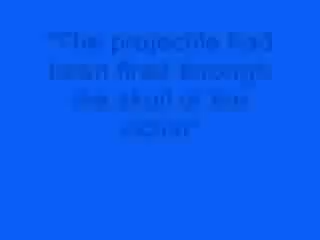 "The projectile had
been fired through
the skull of the
victim"